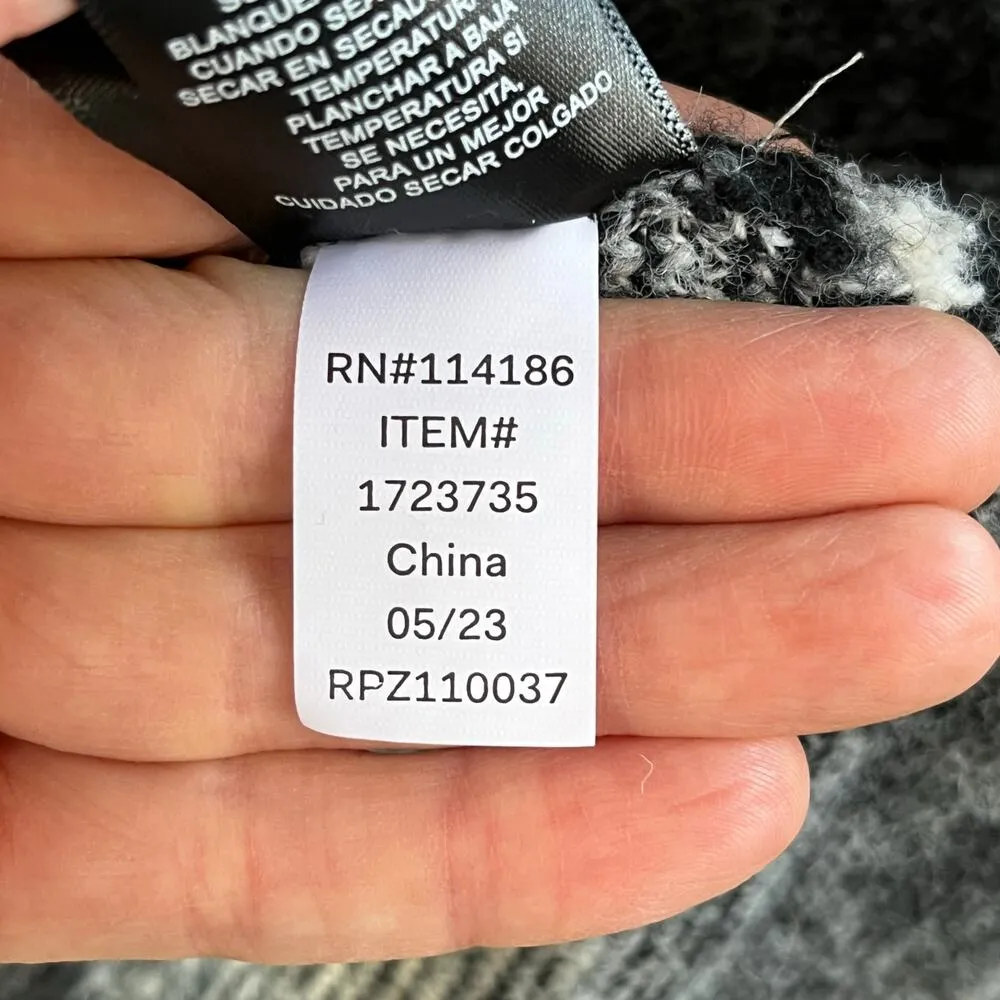 BLANQUE
CUANDO SEA
SECAR EN SECAD
TEMPERATUR
PLANCHAR A BAJA
TEMPERATURA SI
SE NECESITA,
PARA UN MEJOR
CUIDADO SECAR COLGADO
RN#114186
ITEM#
1723735
China
05/23
RPZ110037